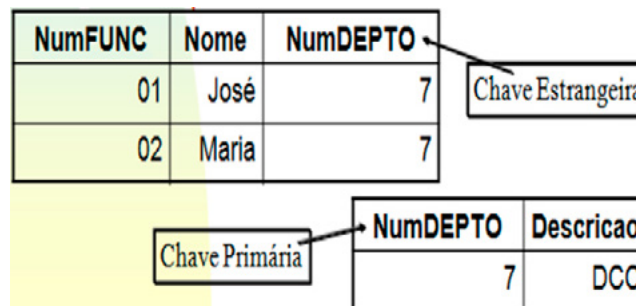 NumFUNC Nome NumDEPTO
01 José 7
Chave Estrangeira
02 Maria 7
NumDEPTO Descricao
Chave Primária
7 DCC